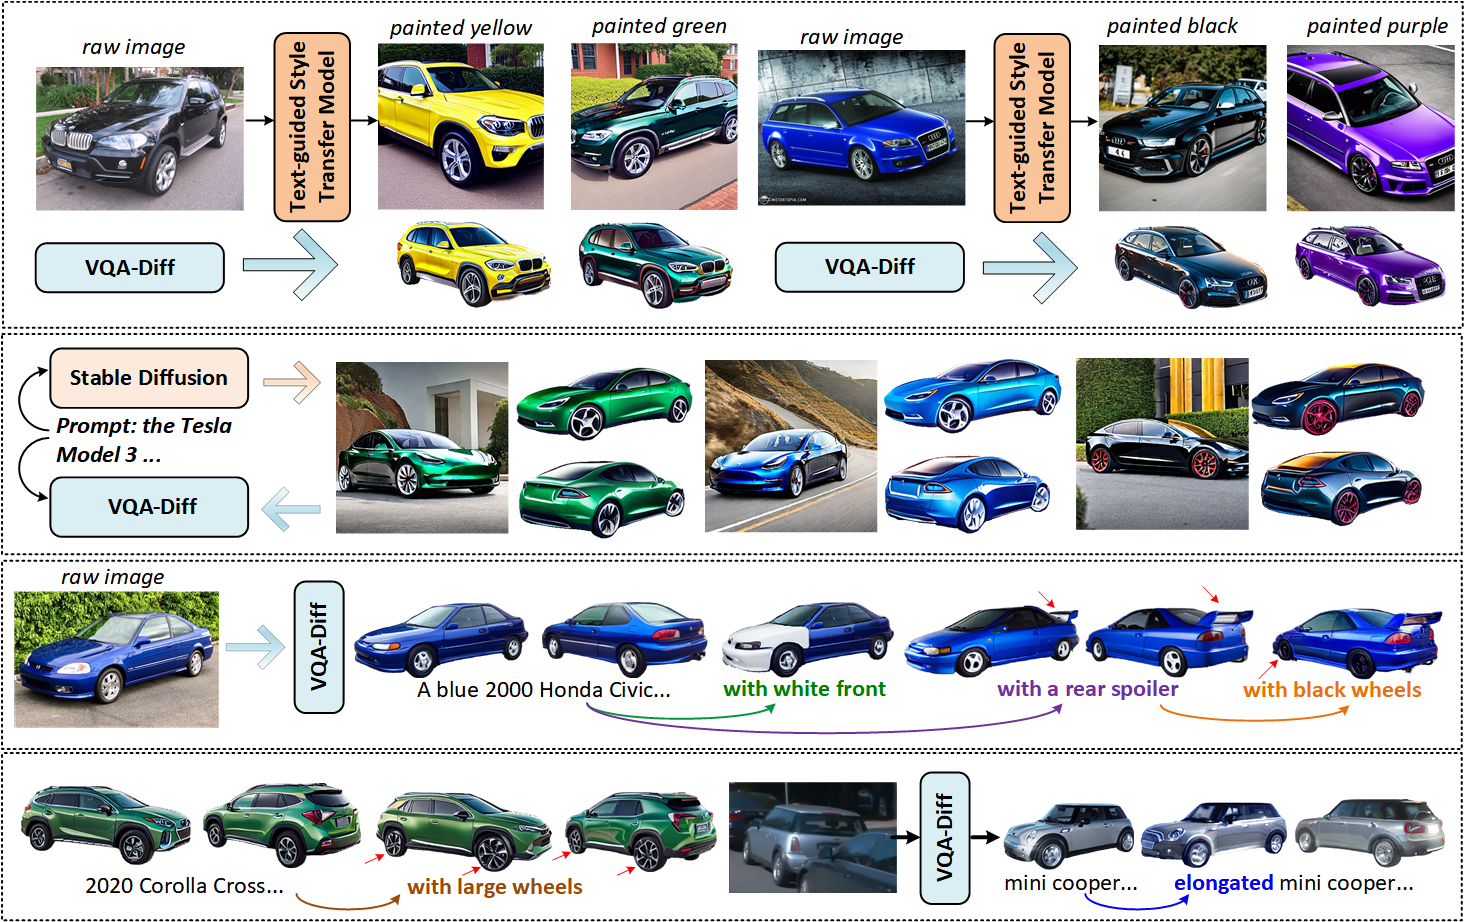 raw image
Text-guided Style
Transfer Model
painted yellow
painted green
raw image
Text-guided Style
Transfer Model
painted black
painted purple
MOTORTOPIA.COM
VQA-Diff
VQA-Diff
Stable Diffusion
Prompt: the Tesla
Model 3 ...
VQA-Diff
raw image
VQA-Diff
A blue 2000 Honda Civic...
with white front
with a rear spoiler
with black wheels
2020 Corolla Cross...
with large wheels
VQA-Diff
mini cooper...
elongated mini cooper...